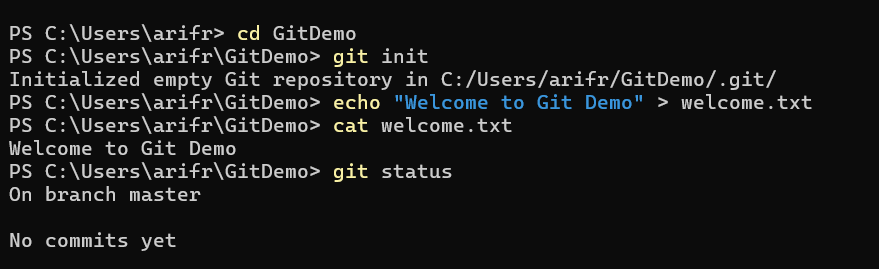 PS C:\Users\arifr> cd GitDemo
PS C:\Users\arifr\GitDemo> git init
Initialized empty Git repository in C:/Users/arifr/GitDemo/.git/
PS C:\Users\arifr\GitDemo> echo "Welcome to Git Demo" > welcome.txt
PS C:\Users\arifr\GitDemo> cat welcome.txt
Welcome to Git Demo
PS C:\Users\arifr\GitDemo> git status
On branch master
No commits yet